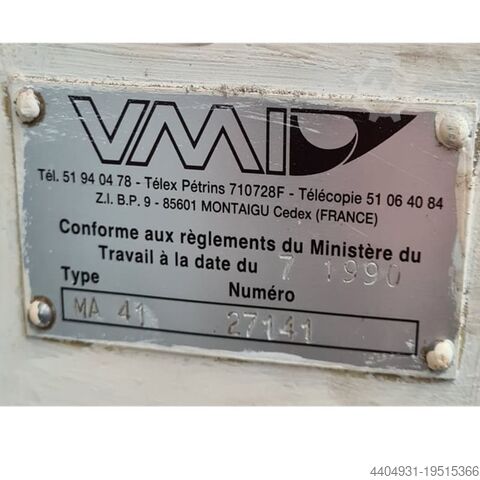 VMI
Tél. 51 94 04 78 - Télex Pétrins 710728F - Télécopie 51 06 40 84
Z.I. B.P. 9 - 85601 MONTAIGU Cedex (FRANCE)
Conforme aux règlements du Ministère du
Travail à la date du 7 1990
Type Numéro
MA 41 27141
4404931-19515366